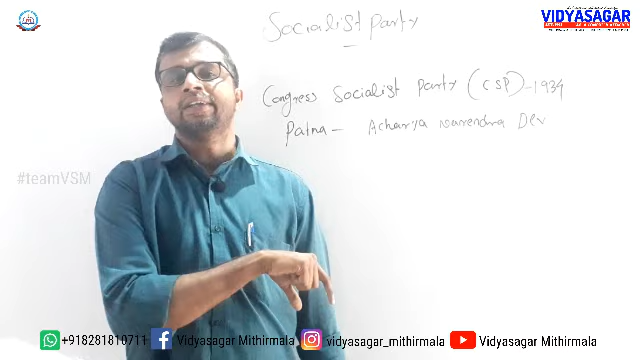 VIDYASAGAR
Socialist Party
Congress Socialist Party (CSP) - 1934
Patna - Acharya Narendra Dev
#teamVSM
+918281810711 Vidyasagar Mithirmala vidyasagar_mithirmala Vidyasagar Mithirmala